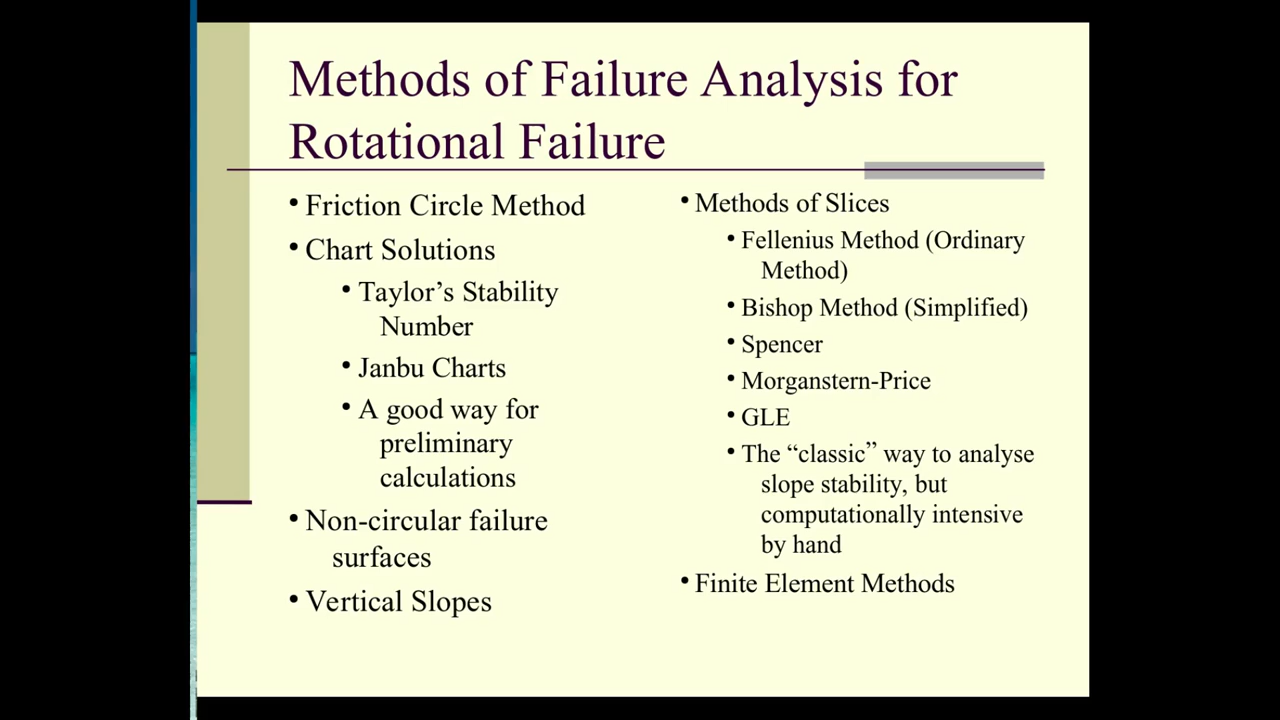 Methods of Failure Analysis for
Rotational Failure
• Friction Circle Method
• Chart Solutions
• Taylor’s Stability
Number
• Janbu Charts
• A good way for
preliminary
calculations
• Non-circular failure
surfaces
• Vertical Slopes
• Methods of Slices
• Fellenius Method (Ordinary
Method)
• Bishop Method (Simplified)
• Spencer
• Morganstern-Price
• GLE
• The “classic” way to analyse
slope stability, but
computationally intensive
by hand
• Finite Element Methods